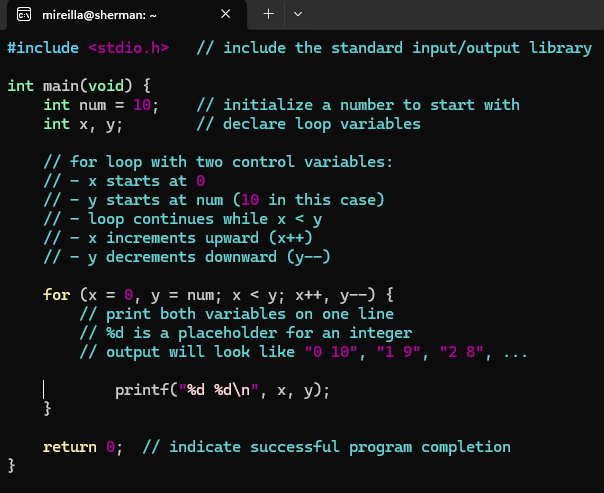 mireilla@sherman: ~
#include <stdio.h>   // include the standard input/output library
int main(void) {
    int num = 10;    // initialize a number to start with
    int x, y;        // declare loop variables
    // for loop with two control variables:
    // - x starts at 0
    // - y starts at num (10 in this case)
    // - loop continues while x < y
    // - x increments upward (x++)
    // - y decrements downward (y--)
    for (x = 0, y = num; x < y; x++, y--) {
        // print both variables on one line
        // %d is a placeholder for an integer
        // output will look like "0 10", "1 9", "2 8", ...
            printf("%d %d\n", x, y);
    }
    return 0;  // indicate successful program completion
}